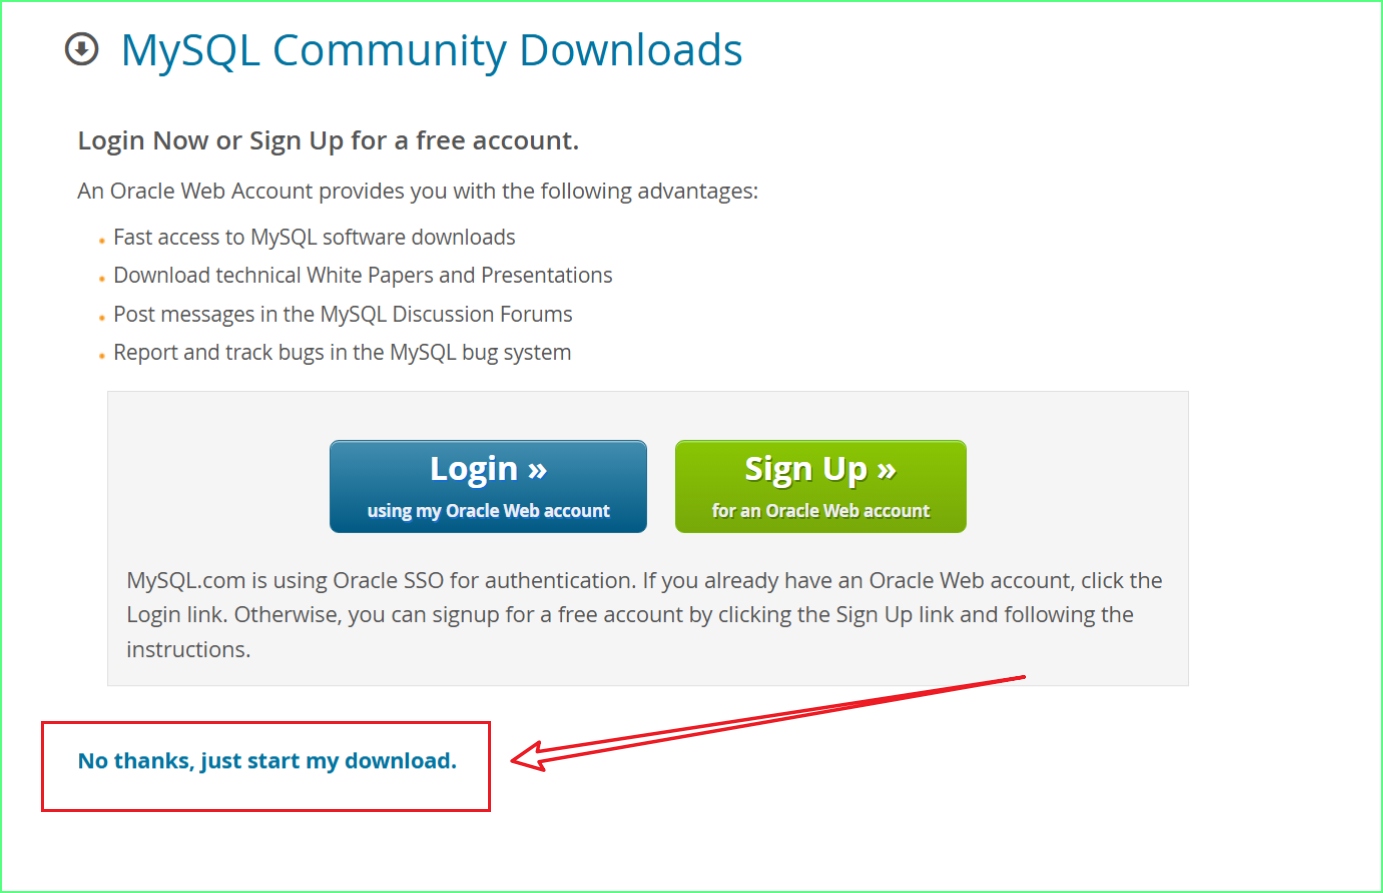 MySQL Community Downloads
Login Now or Sign Up for a free account.
An Oracle Web Account provides you with the following advantages:
Fast access to MySQL software downloads
Download technical White Papers and Presentations
Post messages in the MySQL Discussion Forums
Report and track bugs in the MySQL bug system
Login »
using my Oracle Web account
Sign Up »
for an Oracle Web account
MySQL.com is using Oracle SSO for authentication. If you already have an Oracle Web account, click the
Login link. Otherwise, you can signup for a free account by clicking the Sign Up link and following the
instructions.
No thanks, just start my download.